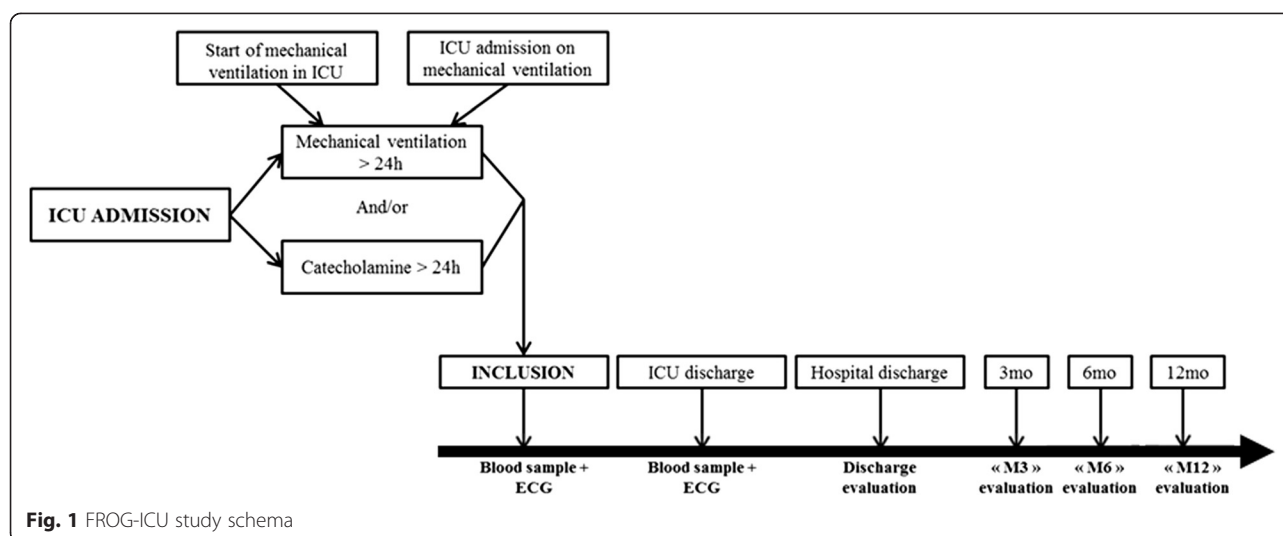 Start of mechanical
ventilation in ICU
ICU admission on
mechanical ventilation
Mechanical ventilation
> 24h
ICU ADMISSION
And/or
Catecholamine > 24h
INCLUSION
ICU discharge
Hospital discharge
3mo
6mo
12mo
Blood sample +
ECG
Blood sample +
ECG
Discharge
evaluation
« M3 »
evaluation
« M6 »
evaluation
« M12 »
evaluation
Fig. 1 FROG-ICU study schema